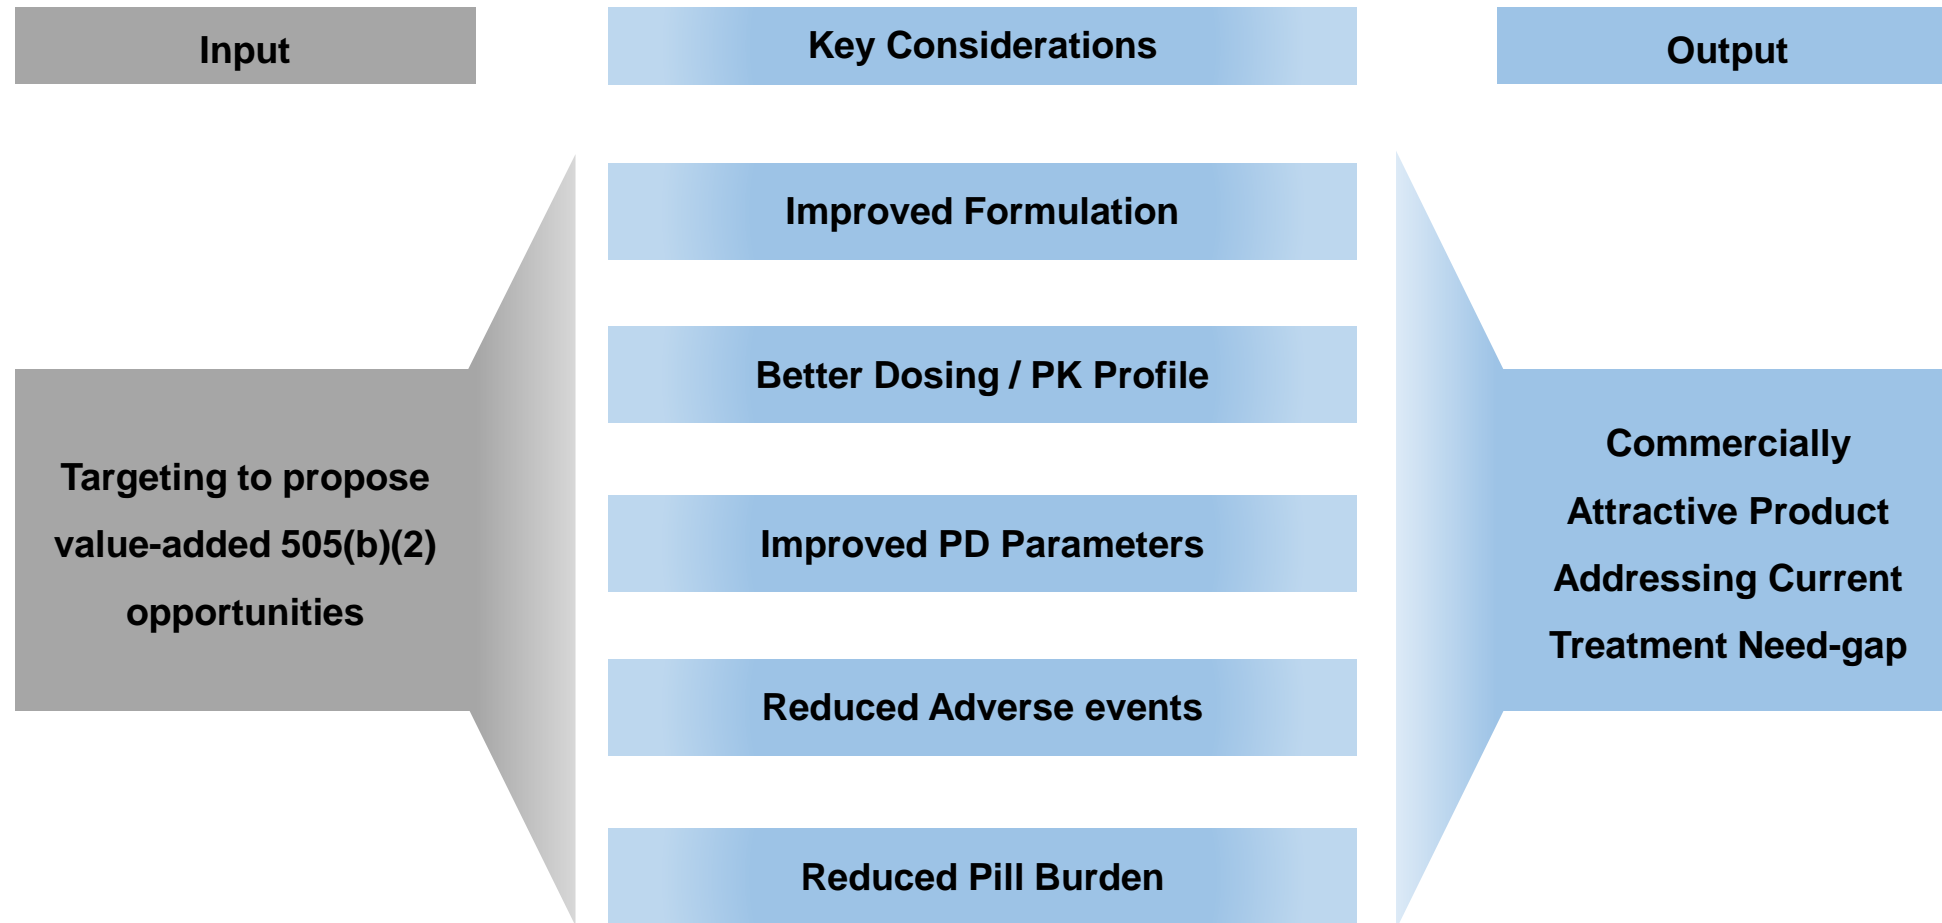 Input
Key Considerations
Output
Targeting to propose
value-added 505(b)(2)
opportunities
Improved Formulation
Better Dosing / PK Profile
Improved PD Parameters
Reduced Adverse events
Reduced Pill Burden
Commercially
Attractive Product
Addressing Current
Treatment Need-gap